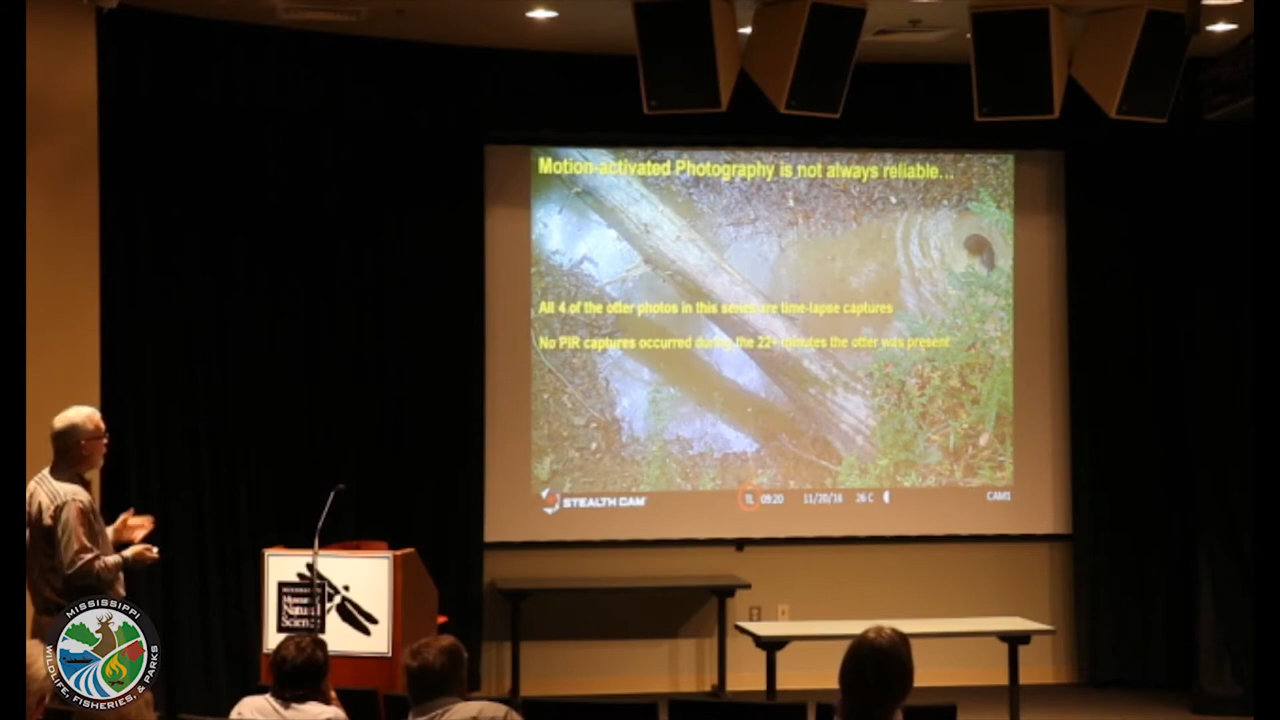 Motion-activated Photography is not always reliable…
All 4 of the otter photos in this series are time-lapse captures
No PIR captures occurred during the 22+ minutes the otter was present
STEALTH CAM
TL 09:20 11/20/16 26 C CAM1
Museum of
Natural
Science
MISSISSIPPI
WILDLIFE, FISHERIES, & PARKS